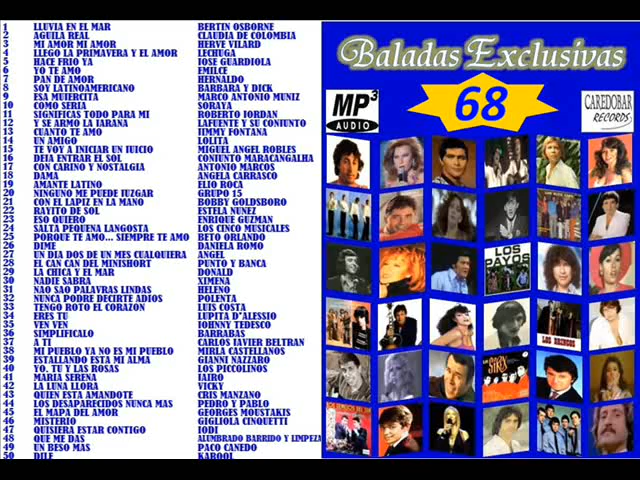 1 LLUVIA EN EL MAR BERTIN OSBORNE
2 AGUILA REAL CLAUDIA DE COLOMBIA
3 MI AMOR MI AMOR HERVE VILARD
4 LLEGO LA PRIMAVERA Y EL AMOR LECHUGA
5 HACE FRIO YA JOSE GUARDIOLA
6 YO TE AMO EMILCE
7 PAN DE AMOR HERNALDO
8 SOY LATINOAMERICANO BARBARA Y DICK
9 ESA MUJERCITA MARCO ANTONIO MUNIZ
10 COMO SERIA SORAYA
11 SIGNIFICAS TODO PARA MI ROBERTO JORDAN
12 Y SE ARMO LA JARANA LAFUENTE Y SU CONJUNTO
13 CUANTO TE AMO JIMMY FONTANA
14 UN AMIGO LOLITA
15 TE VOY A INICIAR UN JUICIO MIGUEL ANGEL ROBLES
16 DEJA ENTRAR EL SOL CONJUNTO MARACANGALHA
17 CON CARINO Y NOSTALGIA ANTONIO MARCOS
18 DAMA ANGELA CARRASCO
19 AMANTE LATINO ELIO ROCA
20 NINGUNO ME PUEDE JUZGAR GRUPO 15
21 CON EL LAPIZ EN LA MANO BOBBY GOLDSBORO
22 RAYITO DE SOL ESTELA NUNEZ
23 ESO QUIERO ENRIQUE GUZMAN
24 SALTA PEQUENA LANGOSTA LOS CINCO MUSICALES
25 PORQUE TE AMO... SIEMPRE TE AMO BETO ORLANDO
26 DIME DANIELA ROMO
27 UN DIA DOS DE UN MES CUALQUIERA ANGEL
28 EL CAN CAN DEL MINISHORT PUNTO Y BANCA
29 LA CHICA Y EL MAR DONALD
30 NADIE SABRA XIMENA
31 NAO SAO PALAVRAS LINDAS HELENO
32 NUNCA PODRE DECIRTE ADIOS POLENTA
33 TENGO ROTO EL CORAZON LUIS COSTA
34 ERES TU LUPITA D'ALESSIO
35 VEN VEN JOHNNY TEDESCO
36 SIMPLIFICALO BARRABAS
37 A TI CARLOS JAVIER BELTRAN
38 MI PUEBLO YA NO ES MI PUEBLO MIRLA CASTELLANOS
39 ESTALLANDO ESTA MI ALMA GIANNI NAZZARO
40 YO, TU Y LAS ROSAS LOS PICCOLINOS
41 MARIA SERENA JAIRO
42 LA LUNA LLORA VICKY
43 QUIEN ESTA AMANDOTE CRIS MANZANO
44 LOS DESAPARECIDOS NUNCA MAS PEDRO Y PABLO
45 EL MAPA DEL AMOR GEORGES MOUSTAKIS
46 MISTERIO GIGLIOLA CINQUETTI
47 QUISIERA ESTAR CONTIGO JODI
48 QUE ME DAS ALUMBRADO BARRIDO Y LIMPEZA
49 UN BESO MAS PACO CANEDO
50 DILE KAROOL
Baladas Exclusivas
68
MP3
AUDIO
CAREDOBAR
RECORDS
LOS
PAYOS
LOS GRINGOS